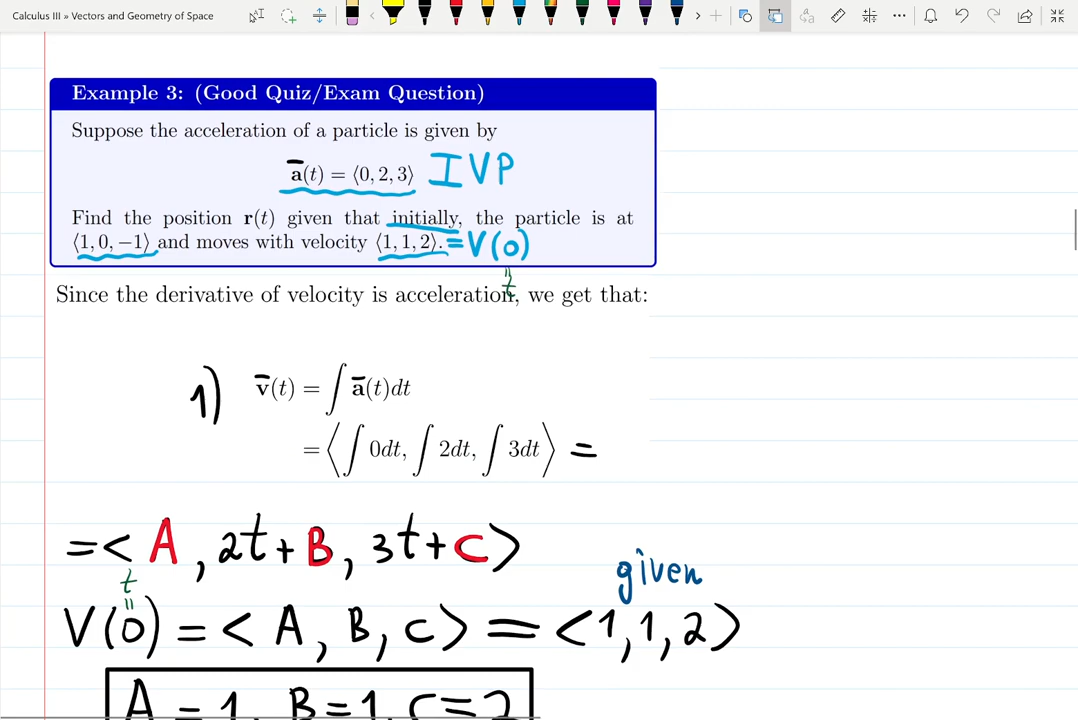 Calculus III » Vectors and Geometry of Space
Example 3: (Good Quiz/Exam Question)
Suppose the acceleration of a particle is given by
a̅(t) = ⟨0, 2, 3⟩ IVP
Find the position r(t) given that initially, the particle is at
⟨1, 0, −1⟩ and moves with velocity ⟨1, 1, 2⟩. = V(0)
"
t
Since the derivative of velocity is acceleration, we get that:
1) v̅(t) = ∫ a̅(t)dt
= ⟨∫ 0dt, ∫ 2dt, ∫ 3dt⟩ =
= < A, 2t + B, 3t + C >
given
t
"
V(0) = < A, B, C > = < 1, 1, 2 >
A = 1, B = 1, C = 2